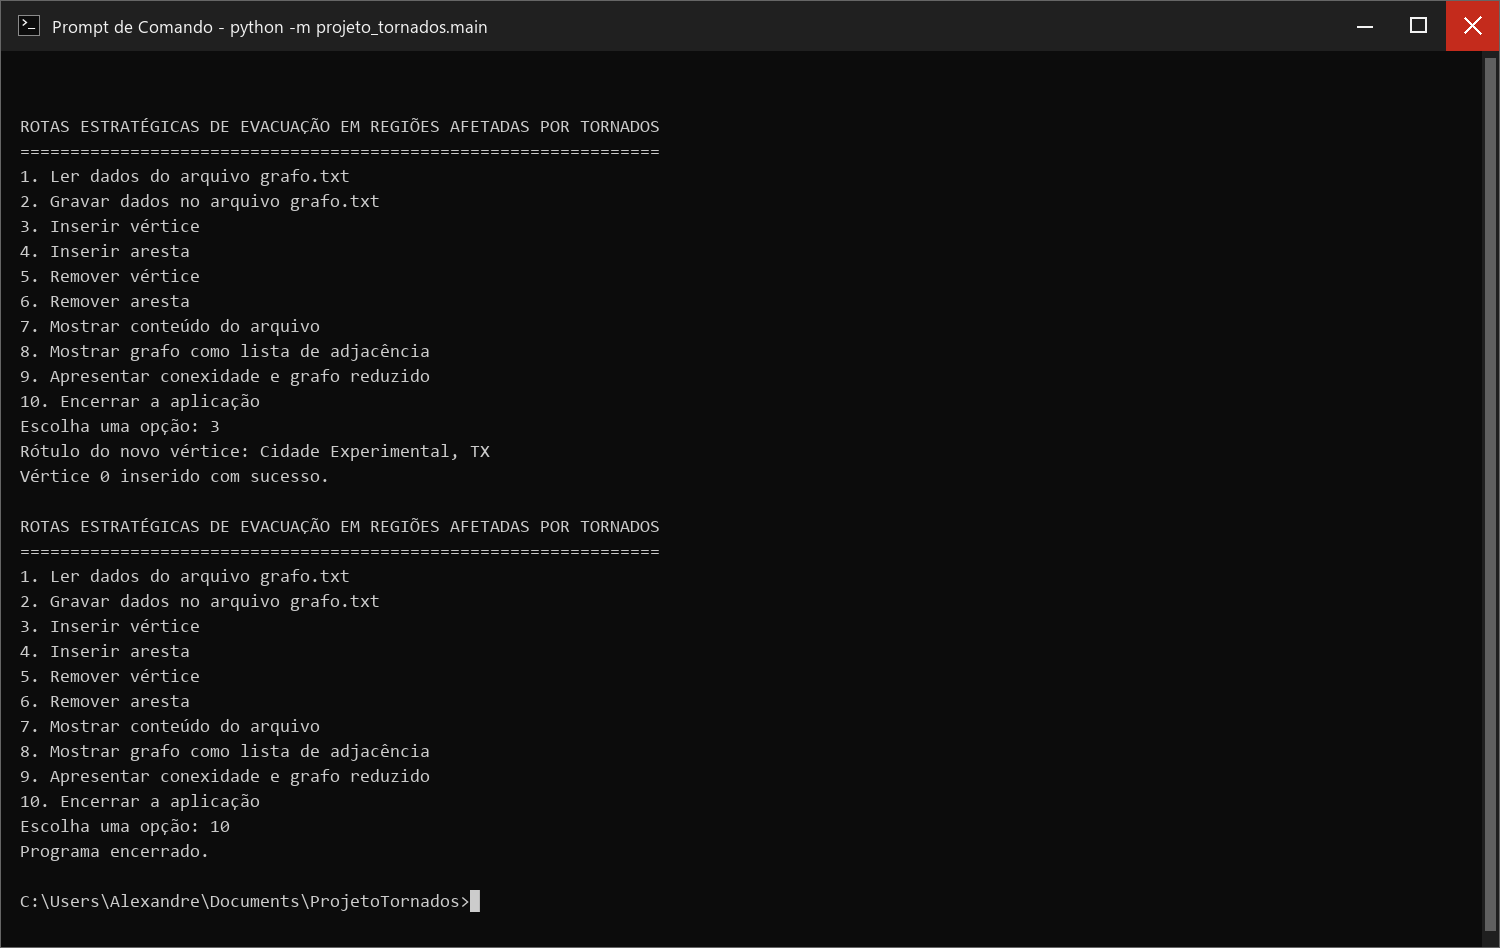 Prompt de Comando - python -m projeto_tornados.main
ROTAS ESTRATÉGICAS DE EVACUAÇÃO EM REGIÕES AFETADAS POR TORNADOS
================================================================
1. Ler dados do arquivo grafo.txt
2. Gravar dados no arquivo grafo.txt
3. Inserir vértice
4. Inserir aresta
5. Remover vértice
6. Remover aresta
7. Mostrar conteúdo do arquivo
8. Mostrar grafo como lista de adjacência
9. Apresentar conexidade e grafo reduzido
10. Encerrar a aplicação
Escolha uma opção: 3
Rótulo do novo vértice: Cidade Experimental, TX
Vértice 0 inserido com sucesso.
ROTAS ESTRATÉGICAS DE EVACUAÇÃO EM REGIÕES AFETADAS POR TORNADOS
================================================================
1. Ler dados do arquivo grafo.txt
2. Gravar dados no arquivo grafo.txt
3. Inserir vértice
4. Inserir aresta
5. Remover vértice
6. Remover aresta
7. Mostrar conteúdo do arquivo
8. Mostrar grafo como lista de adjacência
9. Apresentar conexidade e grafo reduzido
10. Encerrar a aplicação
Escolha uma opção: 10
Programa encerrado.
C:\Users\Alexandre\Documents\ProjetoTornados>